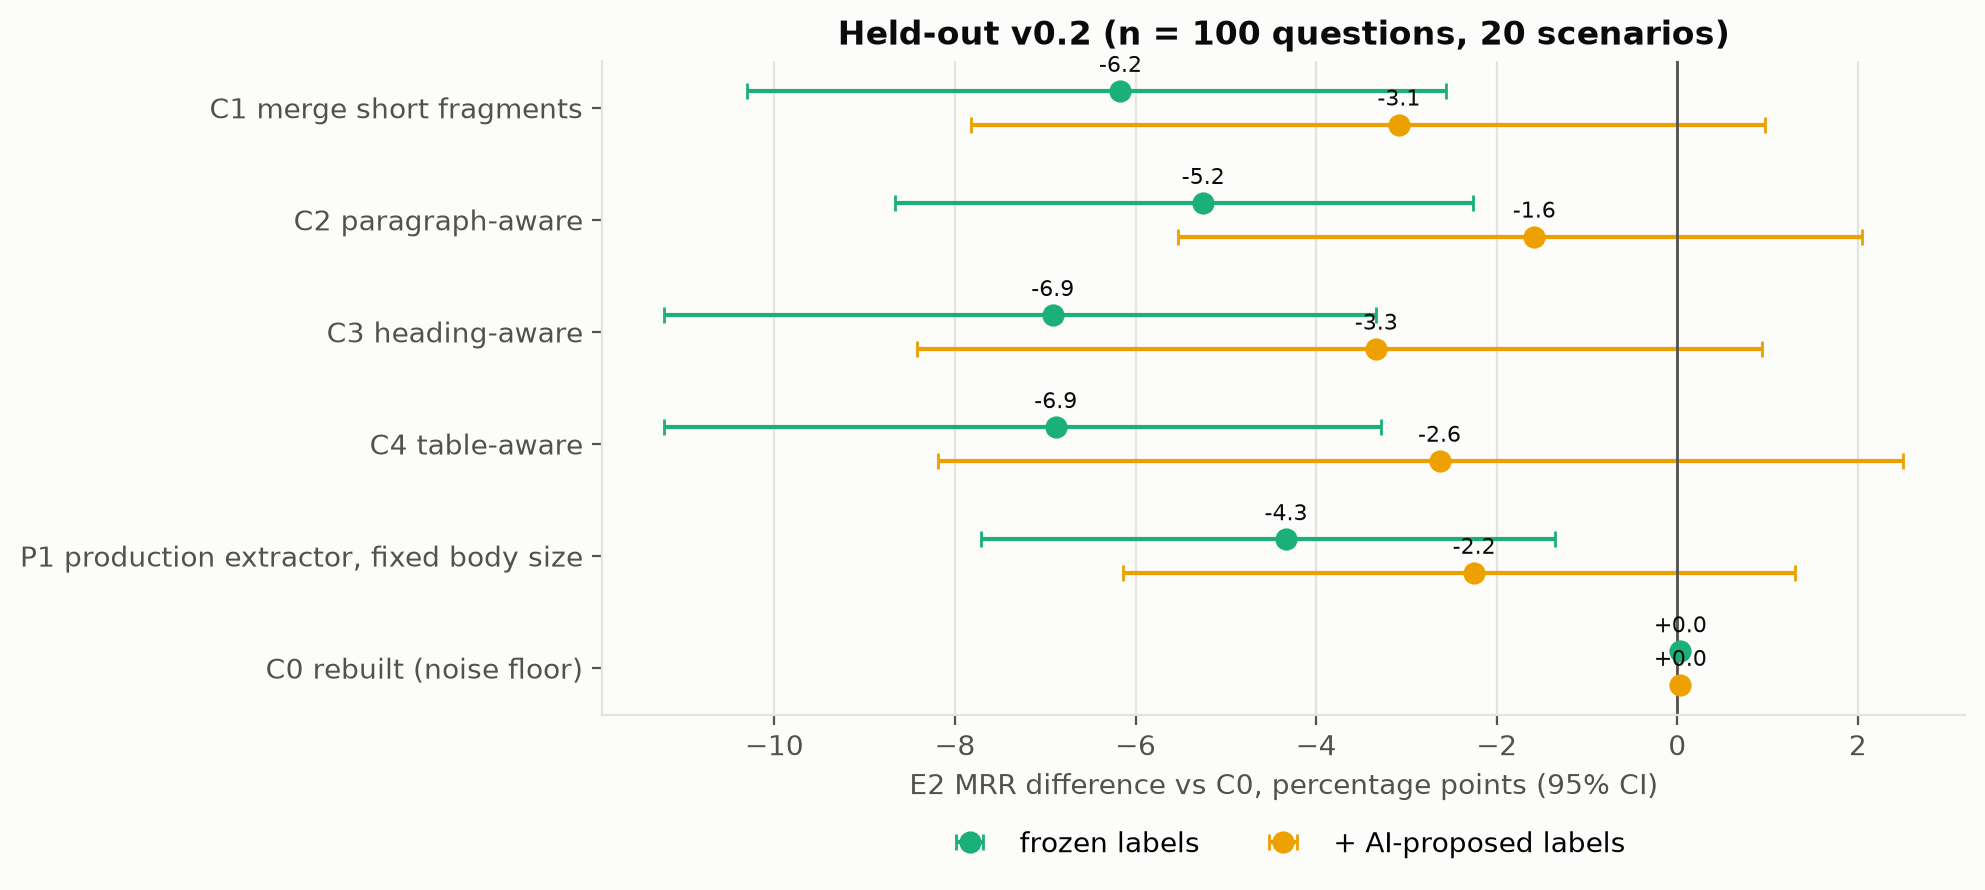 Held-out v0.2 (n = 100 questions, 20 scenarios)
C1 merge short fragments
-6.2
-3.1
C2 paragraph-aware
-5.2
-1.6
C3 heading-aware
-6.9
-3.3
C4 table-aware
-6.9
-2.6
P1 production extractor, fixed body size
-4.3
-2.2
C0 rebuilt (noise floor)
+0.0
+0.0
−10 −8 −6 −4 −2 0 2
E2 MRR difference vs C0, percentage points (95% CI)
frozen labels + AI-proposed labels